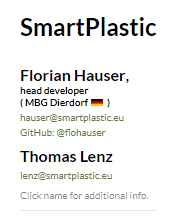 SmartPlastic
Florian Hauser,
head developer
( MBG Dierdorf 🇩🇪 )
hauser@smartplastic.eu
GitHub: @flohauser
Thomas Lenz
lenz@smartplastic.eu
Click name for additional info.